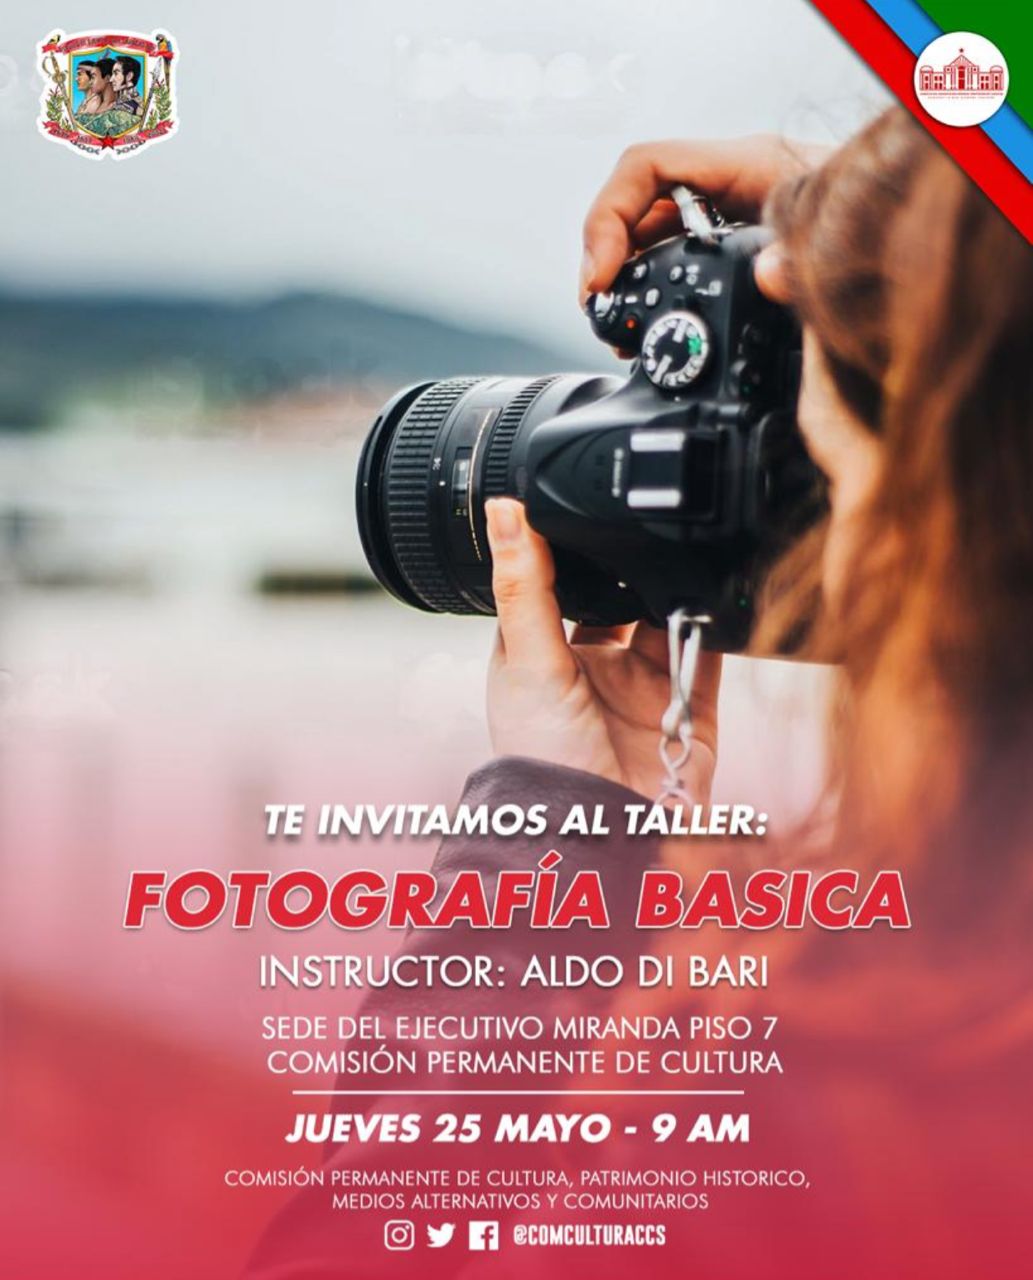 TE INVITAMOS AL TALLER:
FOTOGRAFÍA BASICA
INSTRUCTOR: ALDO DI BARI
SEDE DEL EJECUTIVO MIRANDA PISO 7
COMISIÓN PERMANENTE DE CULTURA
JUEVES 25 MAYO - 9 AM
COMISIÓN PERMANENTE DE CULTURA, PATRIMONIO HISTORICO,
MEDIOS ALTERNATIVOS Y COMUNITARIOS
@COMCULTURACCS